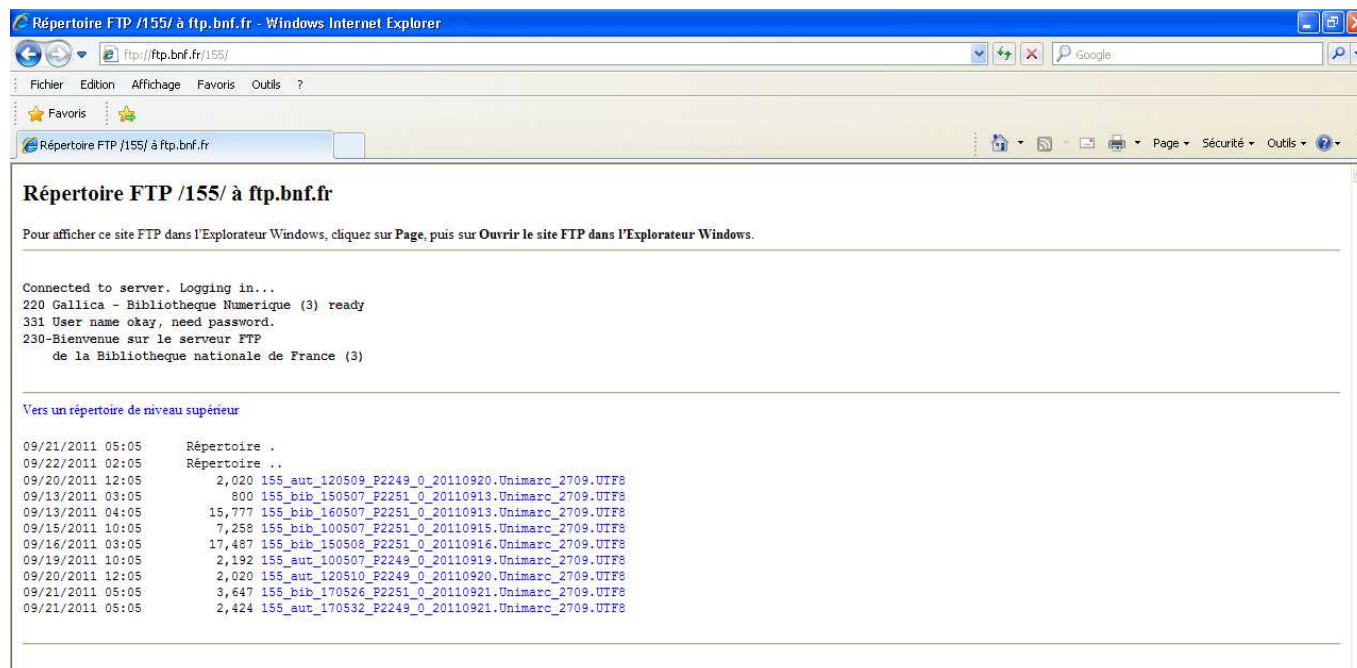 Répertoire FTP /155/ à ftp.bnf.fr - Windows Internet Explorer
ftp://ftp.bnf.fr/155/
Google
Fichier Edition Affichage Favoris Outils ?
Favoris
Répertoire FTP /155/ à ftp.bnf.fr
Page Sécurité Outils
Répertoire FTP /155/ à ftp.bnf.fr
Pour afficher ce site FTP dans l'Explorateur Windows, cliquez sur Page, puis sur Ouvrir le site FTP dans l'Explorateur Windows.
Connected to server. Logging in...
220 Gallica - Bibliotheque Numerique (3) ready
331 User name okay, need password.
230-Bienvenue sur le serveur FTP
de la Bibliotheque nationale de France (3)
Vers un répertoire de niveau supérieur
09/21/2011 05:05 Répertoire .
09/22/2011 02:05 Répertoire ..
09/20/2011 12:05 2,020 155_aut_120509_P2249_0_20110920.Unimarc_2709.UTF8
09/13/2011 03:05 800 155_bib_150507_P2251_0_20110913.Unimarc_2709.UTF8
09/13/2011 04:05 15,777 155_bib_160507_P2251_0_20110913.Unimarc_2709.UTF8
09/15/2011 10:05 7,258 155_bib_100507_P2251_0_20110915.Unimarc_2709.UTF8
09/16/2011 03:05 17,487 155_bib_150508_P2251_0_20110916.Unimarc_2709.UTF8
09/19/2011 10:05 2,192 155_aut_100507_P2249_0_20110919.Unimarc_2709.UTF8
09/20/2011 12:05 2,020 155_aut_120510_P2249_0_20110920.Unimarc_2709.UTF8
09/21/2011 05:05 3,647 155_bib_170526_P2251_0_20110921.Unimarc_2709.UTF8
09/21/2011 05:05 2,424 155_aut_170532_P2249_0_20110921.Unimarc_2709.UTF8